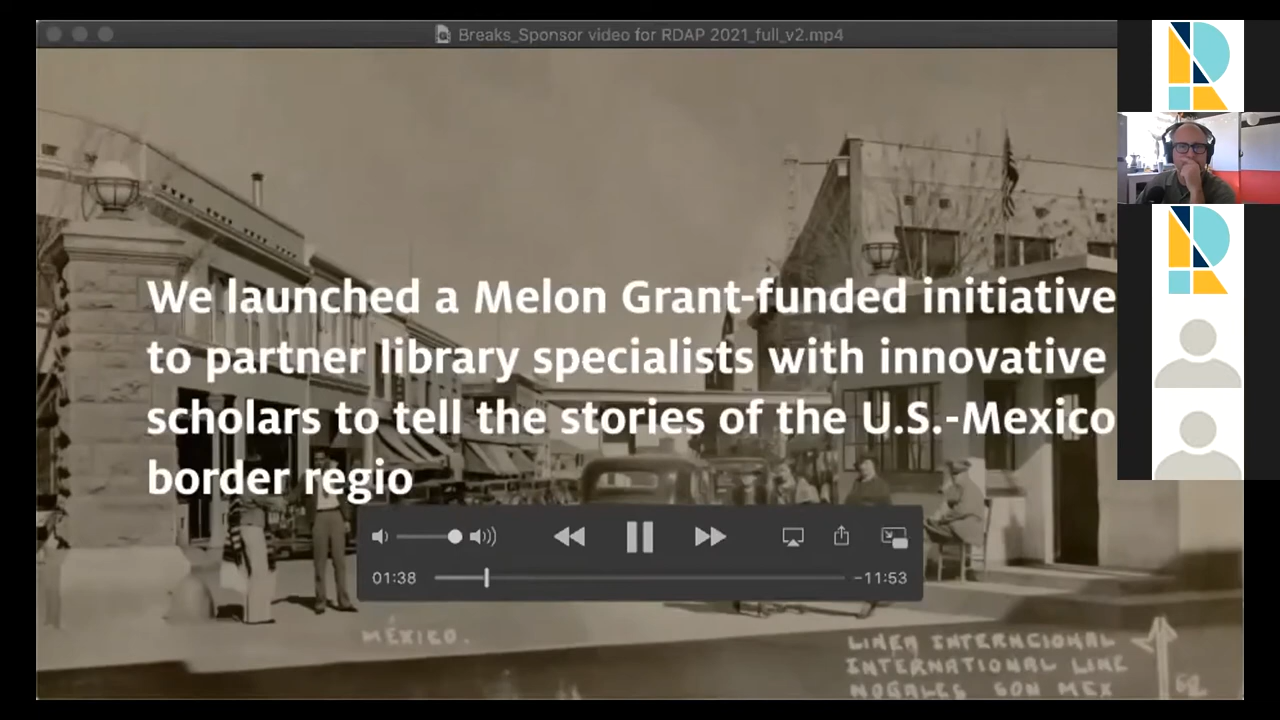 Breaks_Sponsor video for RDAP 2021_full_v2.mp4
We launched a Melon Grant-funded initiative
to partner library specialists with innovative
scholars to tell the stories of the U.S.-Mexico
border regio
01:38
-11:53
MÉXICO.
LINEA INTERNCIONAL
INTERNATIONAL LINE
NOGALES SON MEX